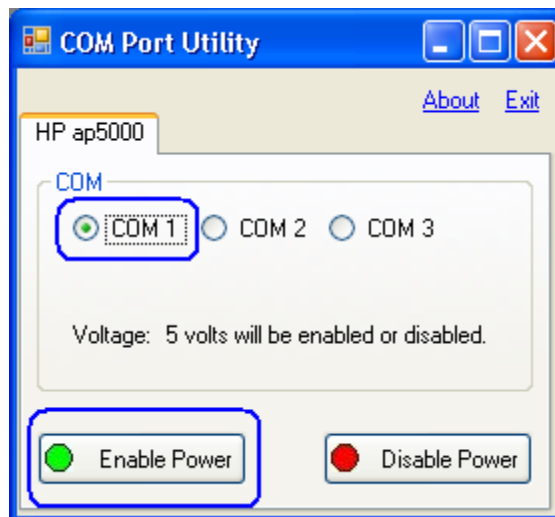 COM Port Utility
About Exit
HP ap5000
COM
COM 1 COM 2 COM 3
Voltage: 5 volts will be enabled or disabled.
Enable Power Disable Power